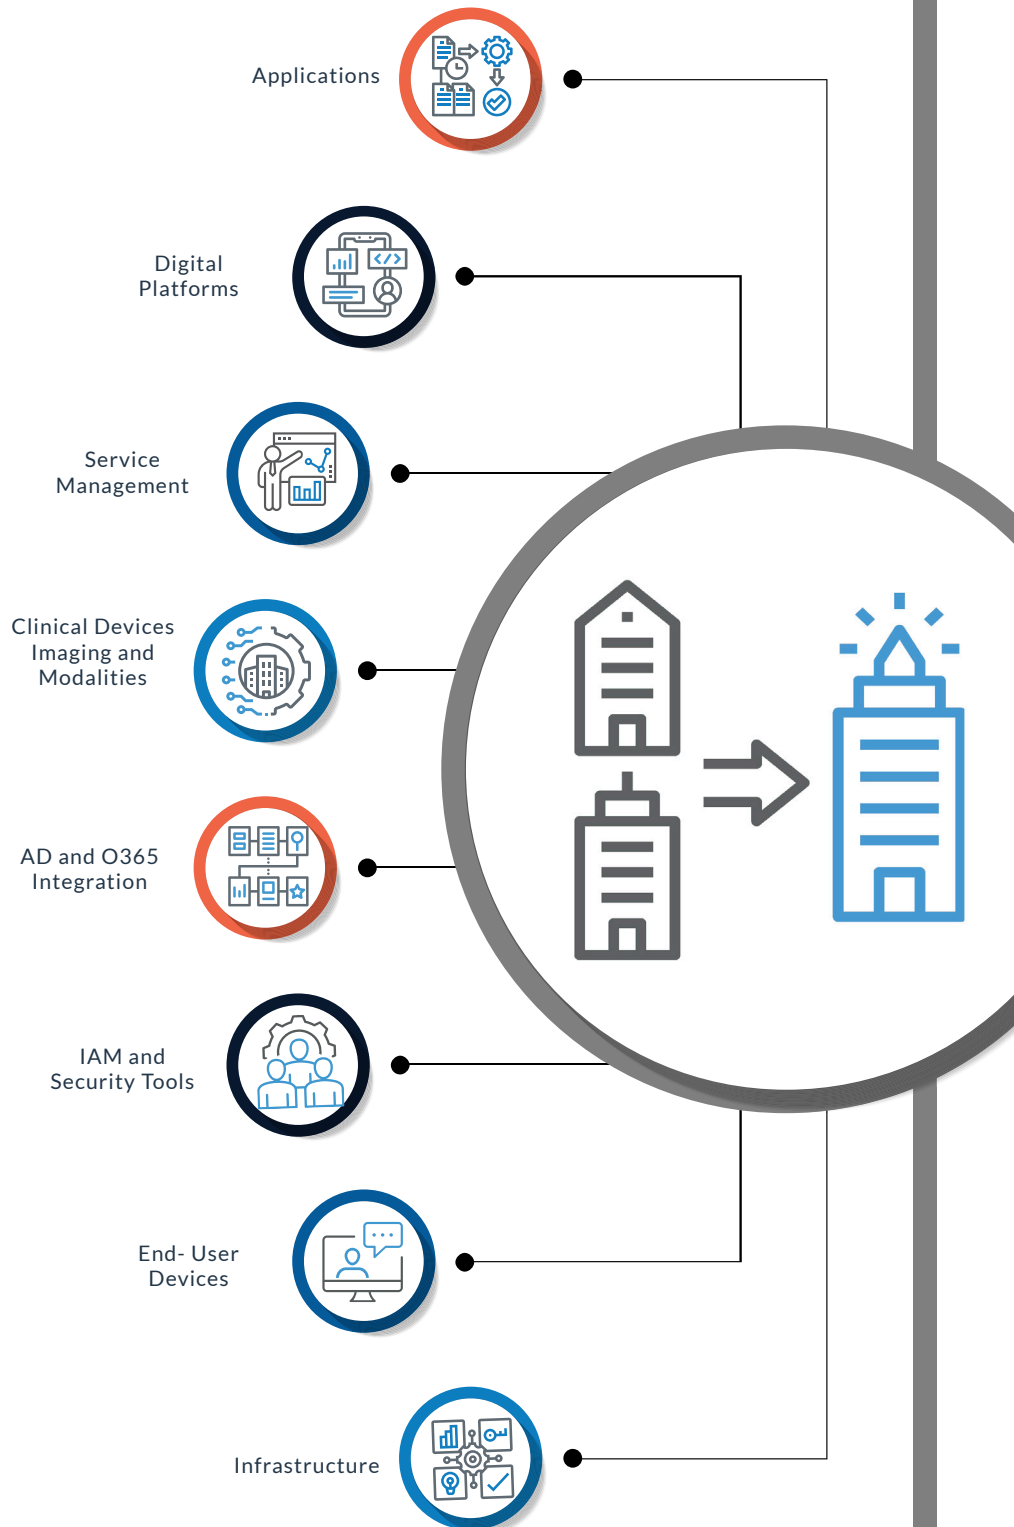 Applications
Digital
Platforms
Service
Management
Clinical Devices
Imaging and
Modalities
AD and O365
Integration
IAM and
Security Tools
End- User
Devices
Infrastructure